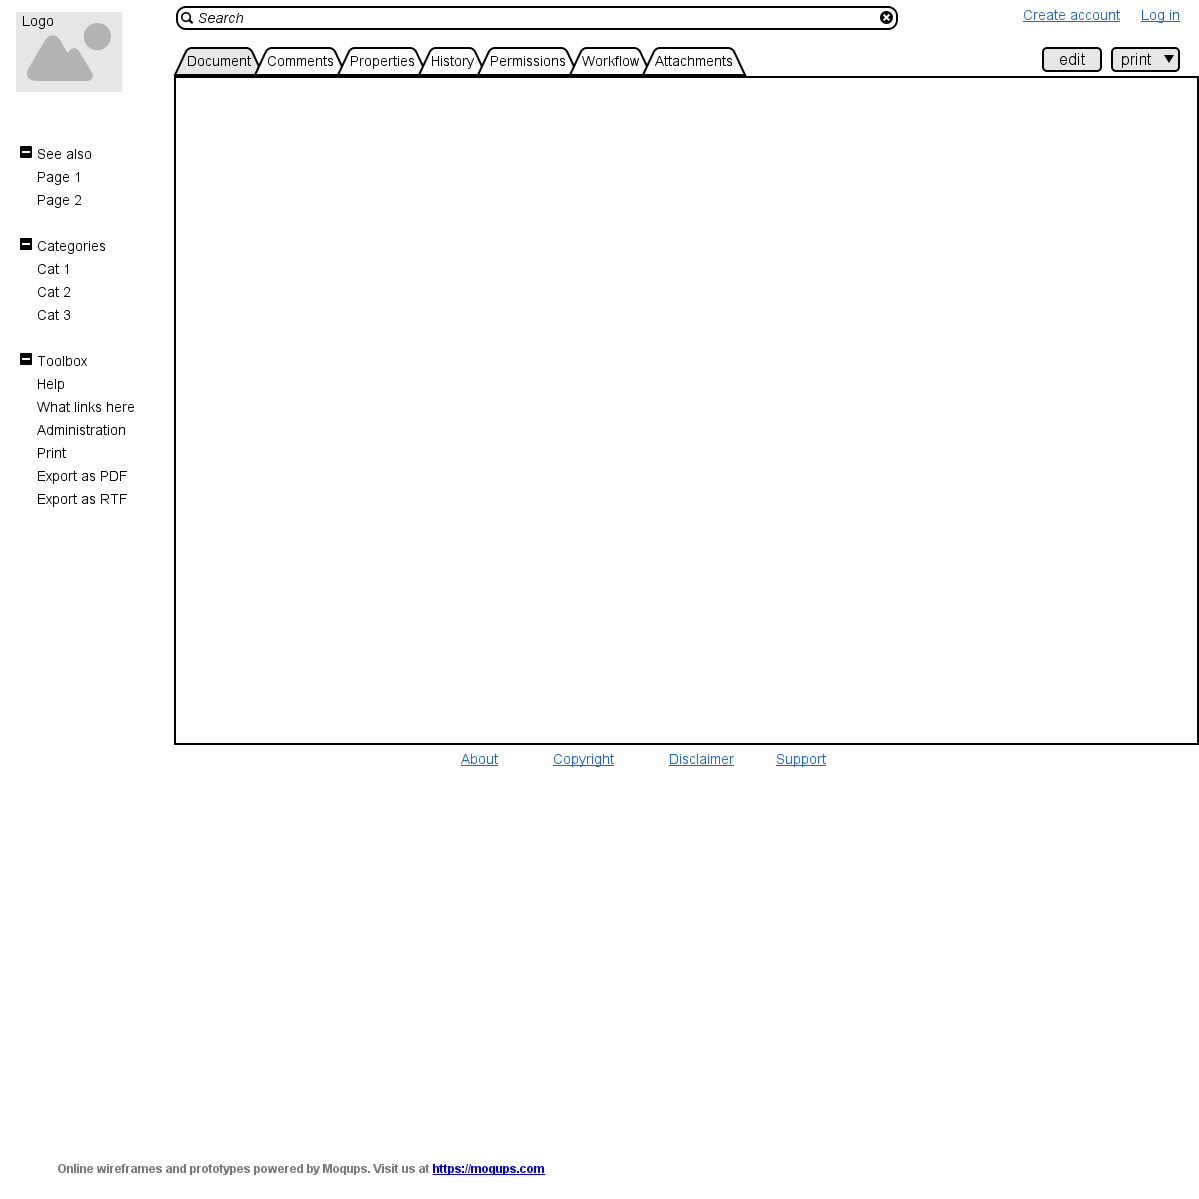 Logo
Search
Create account Log in
Document Comments Properties History Permissions Workflow Attachments
edit print
See also
Page 1
Page 2
Categories
Cat 1
Cat 2
Cat 3
Toolbox
Help
What links here
Administration
Print
Export as PDF
Export as RTF
About Copyright Disclaimer Support
Online wireframes and prototypes powered by Moqups. Visit us at https://moqups.com